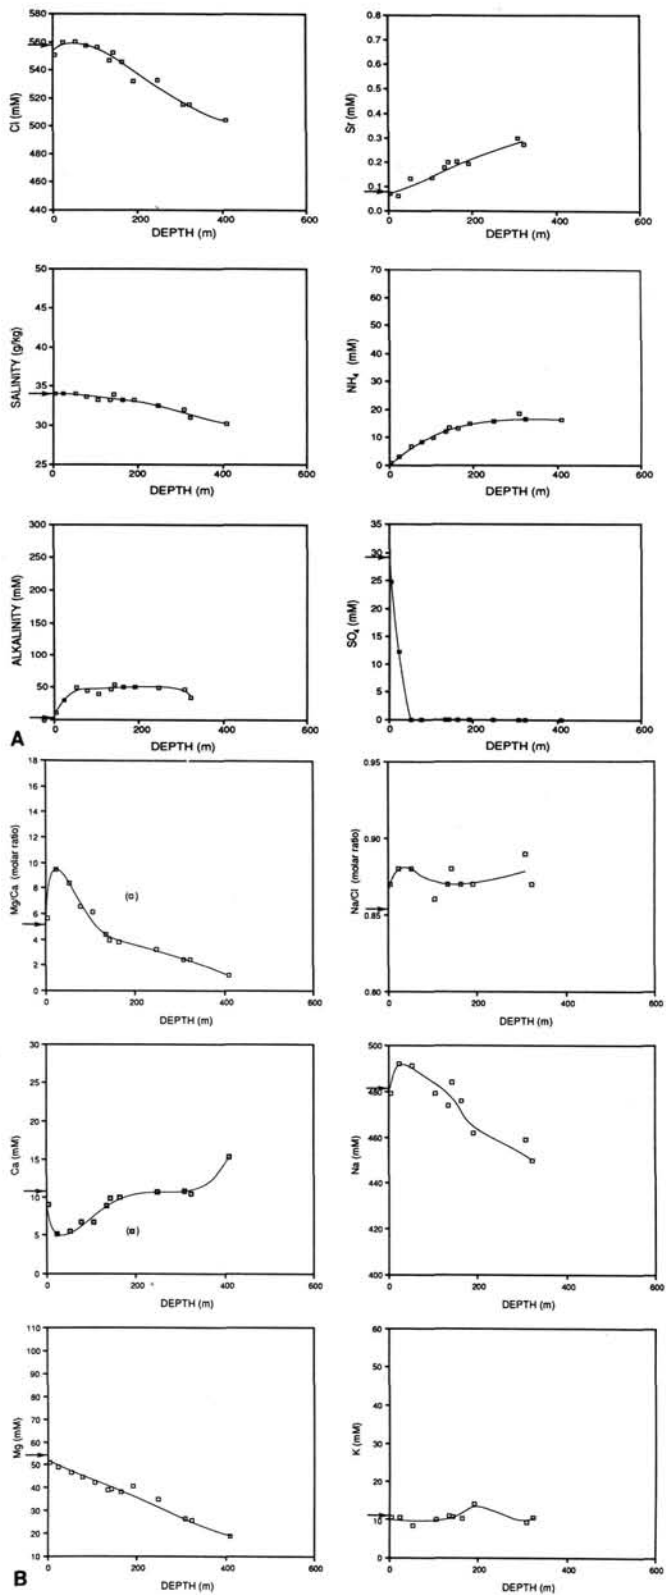 560
540
520
500
480
460
440
Cl (mM)
0 200 400 600
DEPTH (m)
0.8
0.7
0.6
0.5
0.4
0.3
0.2
0.1
0.0
Sr (mM)
0 200 400 600
DEPTH (m)
50
45
40
35
30
25
SALINITY (g/kg)
0 200 400 600
DEPTH (m)
70
60
50
40
30
20
10
0
NH₄ (mM)
0 200 400 600
DEPTH (m)
300
250
200
150
100
50
ALKALINITY (mM)
0 200 400 600
DEPTH (m)
35
30
25
20
15
10
5
0
SO₄ (mM)
0 200 400 600
DEPTH (m)
A
18
16
14
12
10
8
6
4
2
0
Mg/Ca (molar ratio)
0 200 400 600
DEPTH (m)
0.95
0.90
0.85
0.80
Na/Cl (molar ratio)
0 200 400 600
DEPTH (m)
30
25
20
15
10
5
0
Ca (mM)
0 200 400 600
DEPTH (m)
500
480
460
440
420
400
Na (mM)
0 200 400 600
DEPTH (m)
110
100
90
80
70
60
50
40
30
20
10
Mg (mM)
0 200 400 600
DEPTH (m)
60
50
40
30
20
10
0
K (mM)
0 200 400 600
DEPTH (m)
B